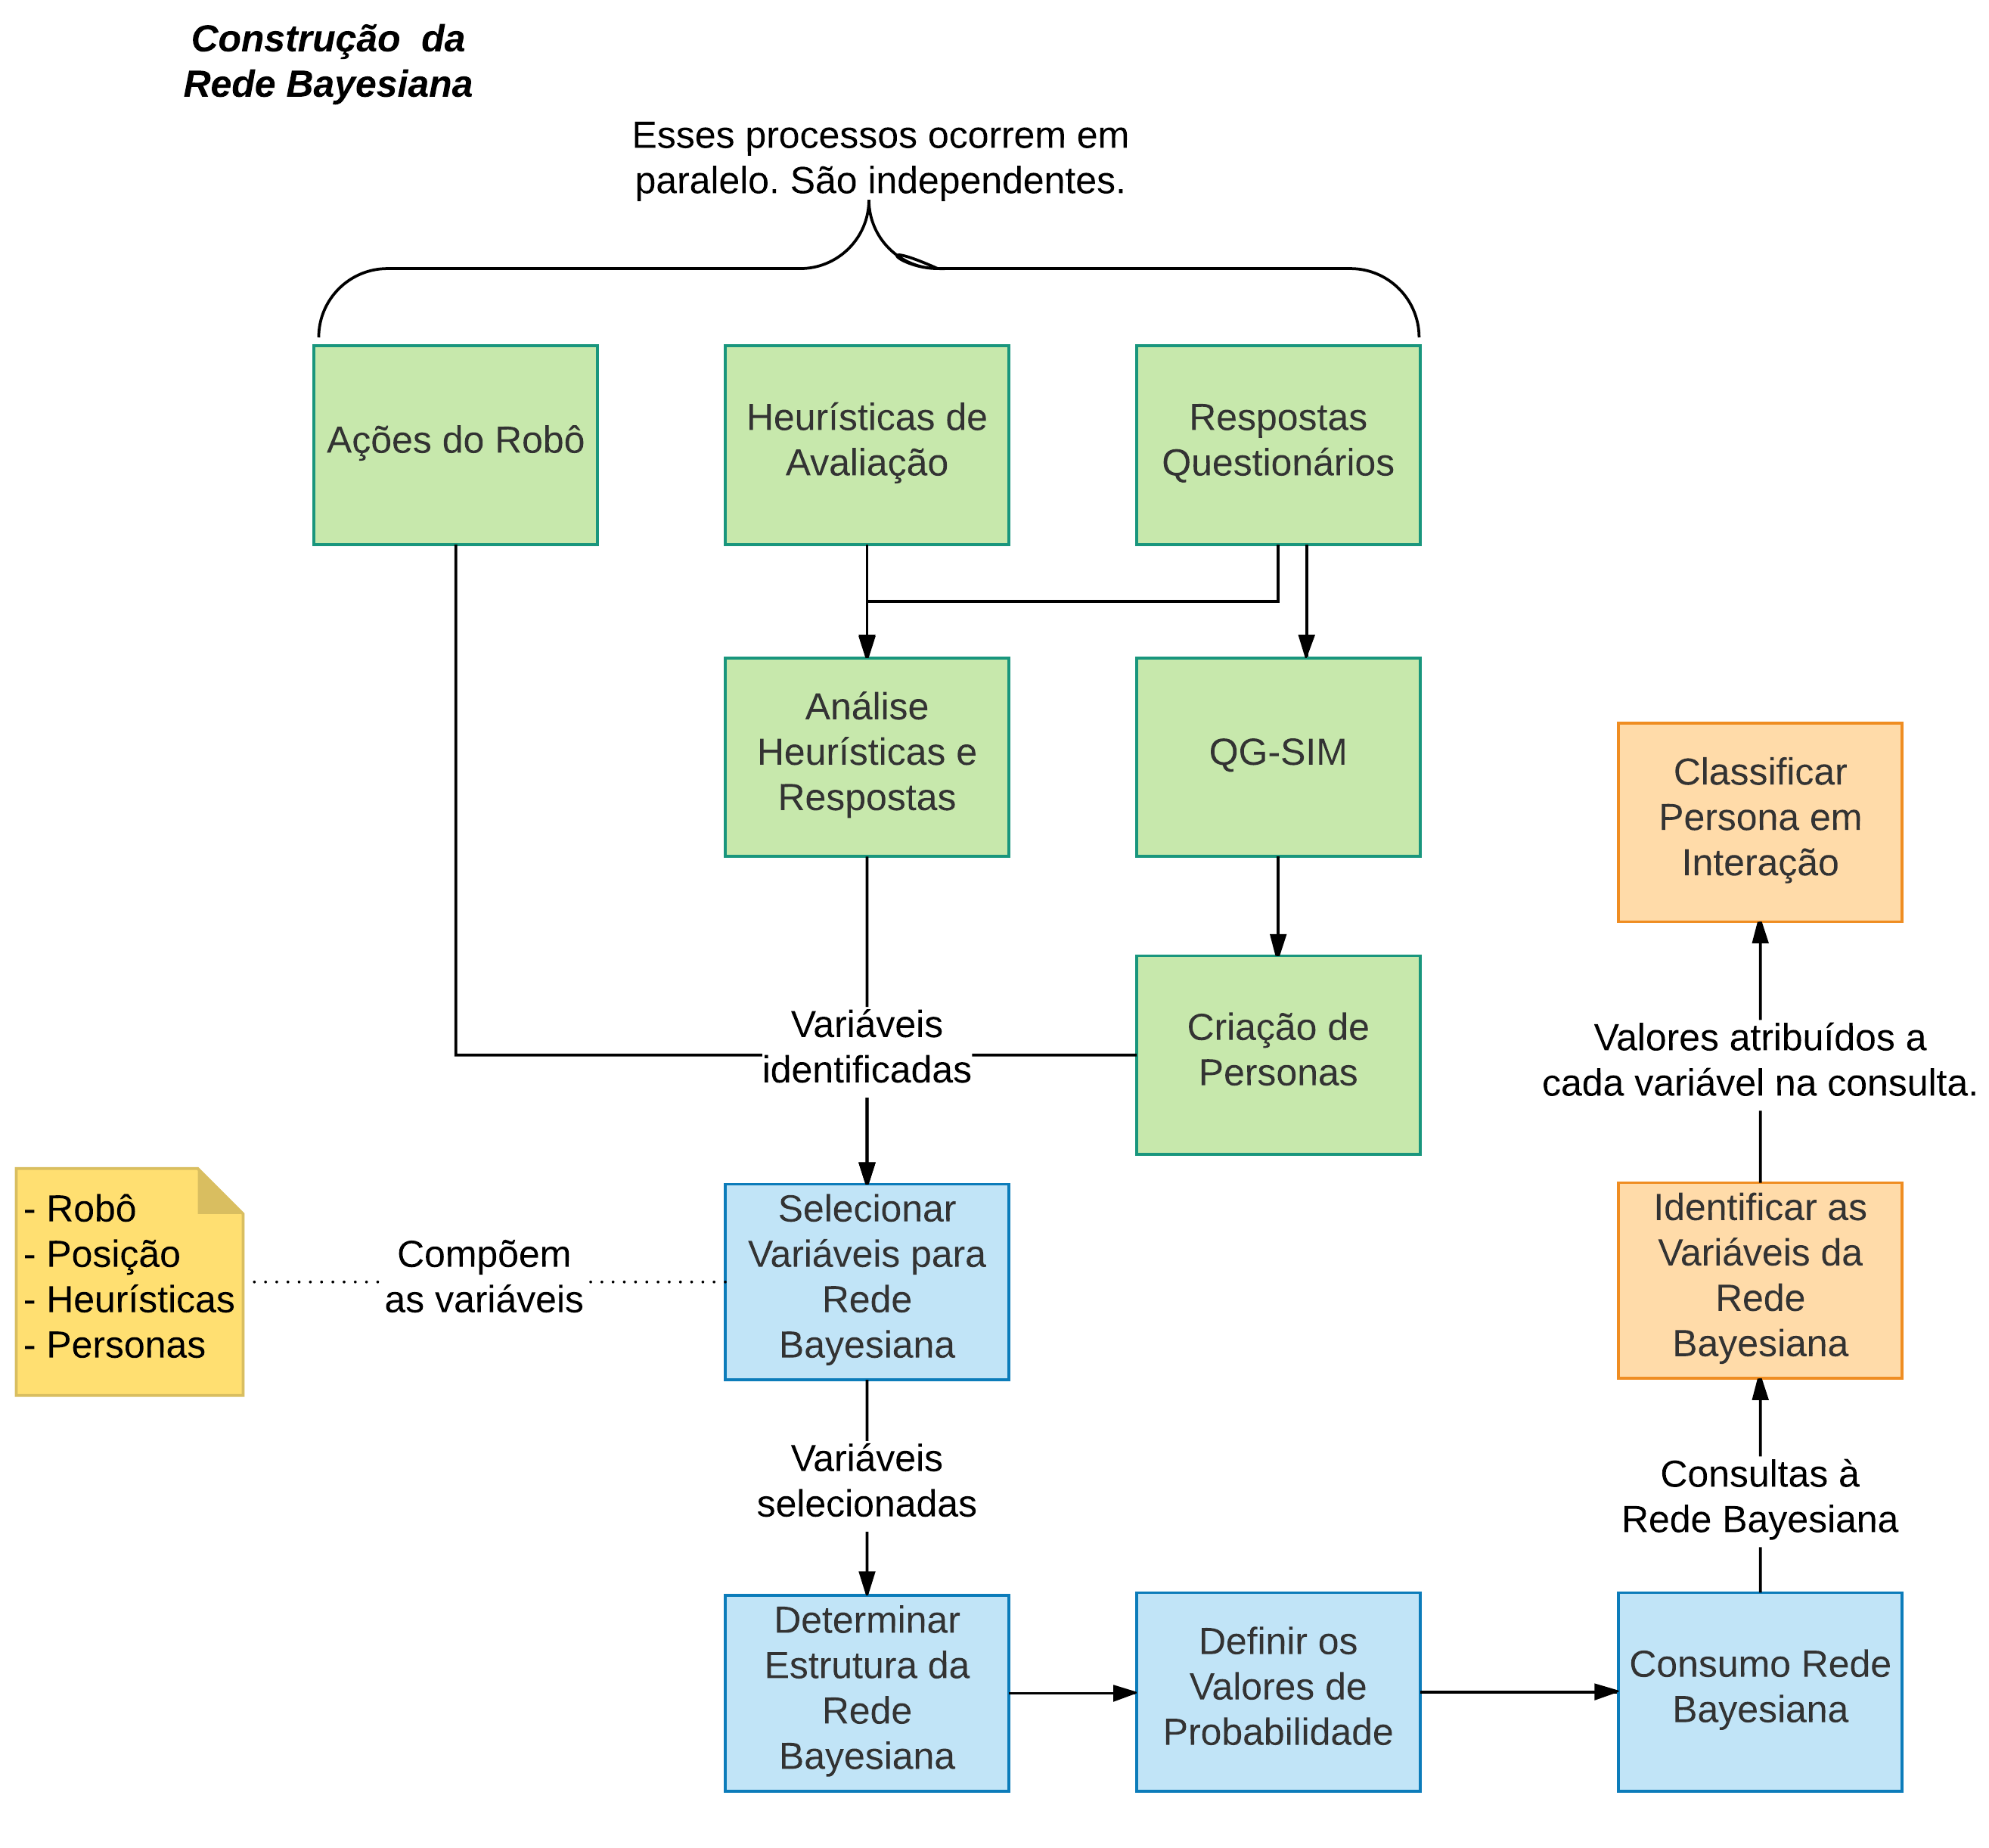 Construção da
Rede Bayesiana
Esses processos ocorrem em
paralelo. São independentes.
Ações do Robô
Heurísticas de
Avaliação
Respostas
Questionários
Análise
Heurísticas e
Respostas
QG-SIM
Classificar
Persona em
Interação
Variáveis
identificadas
Criação de
Personas
Valores atribuídos a
cada variável na consulta.
- Robô
- Posição
- Heurísticas
- Personas
Compõem
as variáveis
Selecionar
Variáveis para
Rede
Bayesiana
Identificar as
Variáveis da
Rede
Bayesiana
Variáveis
selecionadas
Consultas à
Rede Bayesiana
Determinar
Estrutura da
Rede
Bayesiana
Definir os
Valores de
Probabilidade
Consumo Rede
Bayesiana